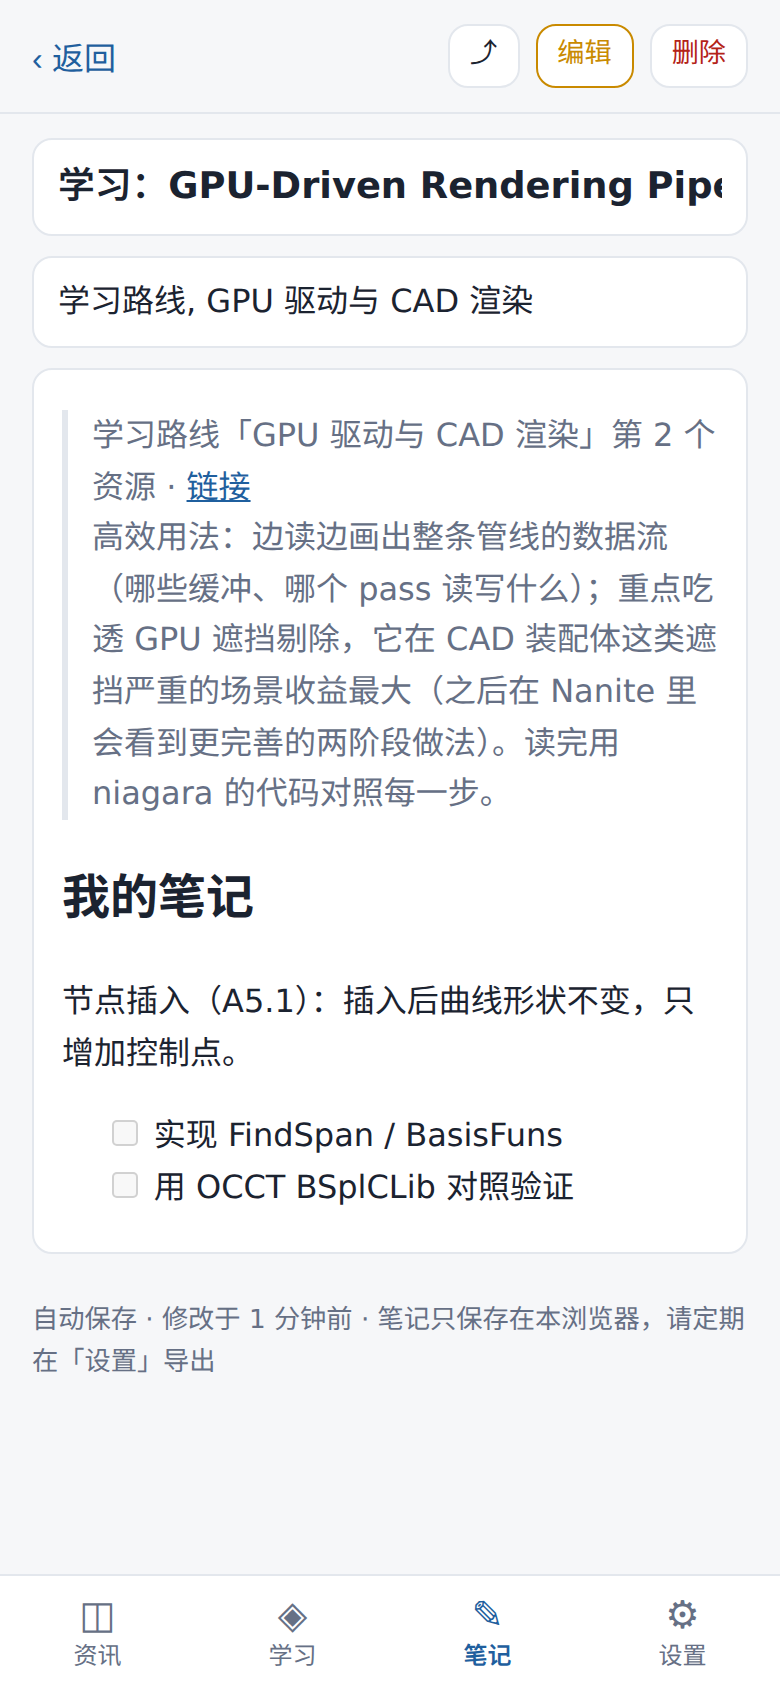 ‹ 返回
编辑
删除
学习：GPU-Driven Rendering Pipe
学习路线, GPU 驱动与 CAD 渲染
学习路线「GPU 驱动与 CAD 渲染」第 2 个
资源 · 链接
高效用法：边读边画出整条管线的数据流
（哪些缓冲、哪个 pass 读写什么）；重点吃
透 GPU 遮挡剔除，它在 CAD 装配体这类遮
挡严重的场景收益最大（之后在 Nanite 里
会看到更完善的两阶段做法）。读完用
niagara 的代码对照每一步。
我的笔记
节点插入（A5.1）：插入后曲线形状不变，只
增加控制点。
实现 FindSpan / BasisFuns
用 OCCT BSplCLib 对照验证
自动保存 · 修改于 1 分钟前 · 笔记只保存在本浏览器，请定期
在「设置」导出
资讯
学习
笔记
设置